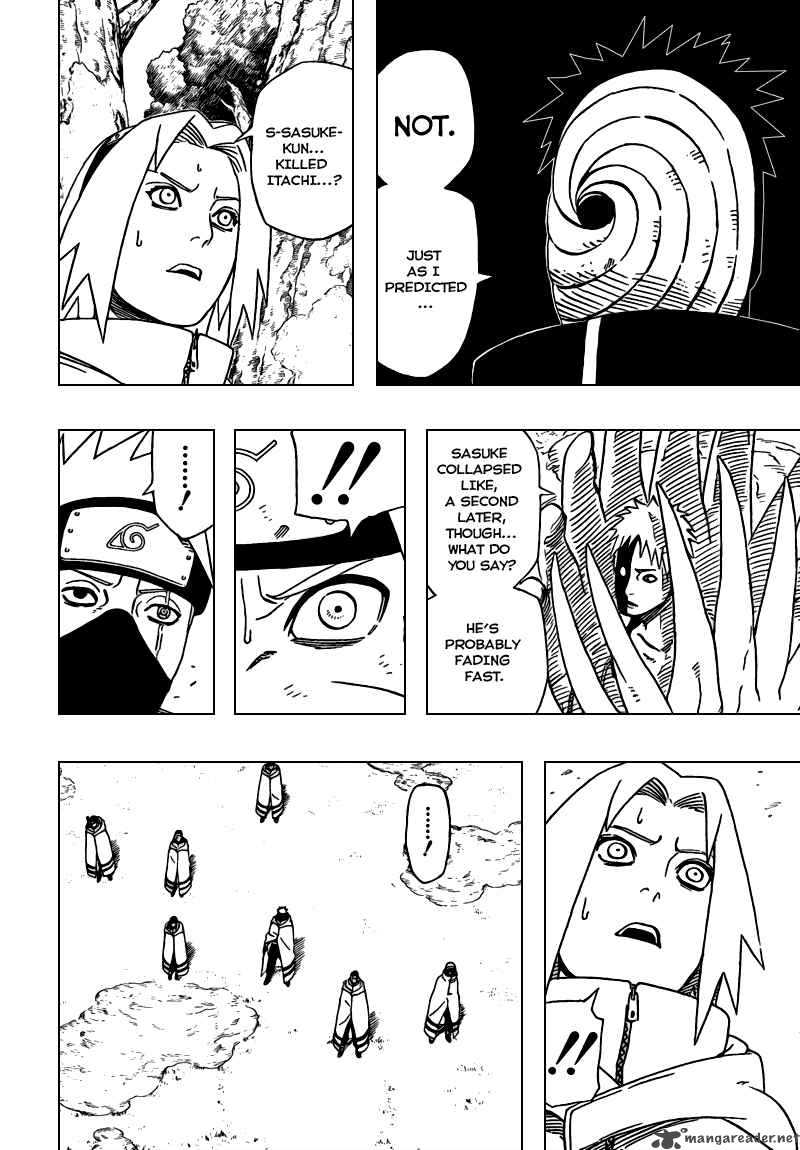 NOT.
JUST
AS I
PREDICTED
...
S-SASUKE-
KUN...
KILLED
ITACHI...?
SASUKE
COLLAPSED
LIKE,
A SECOND
LATER,
THOUGH...
WHAT DO
YOU SAY?
HE'S
PROBABLY
FADING
FAST.
!!
......!
!!
......!
mangareader.net